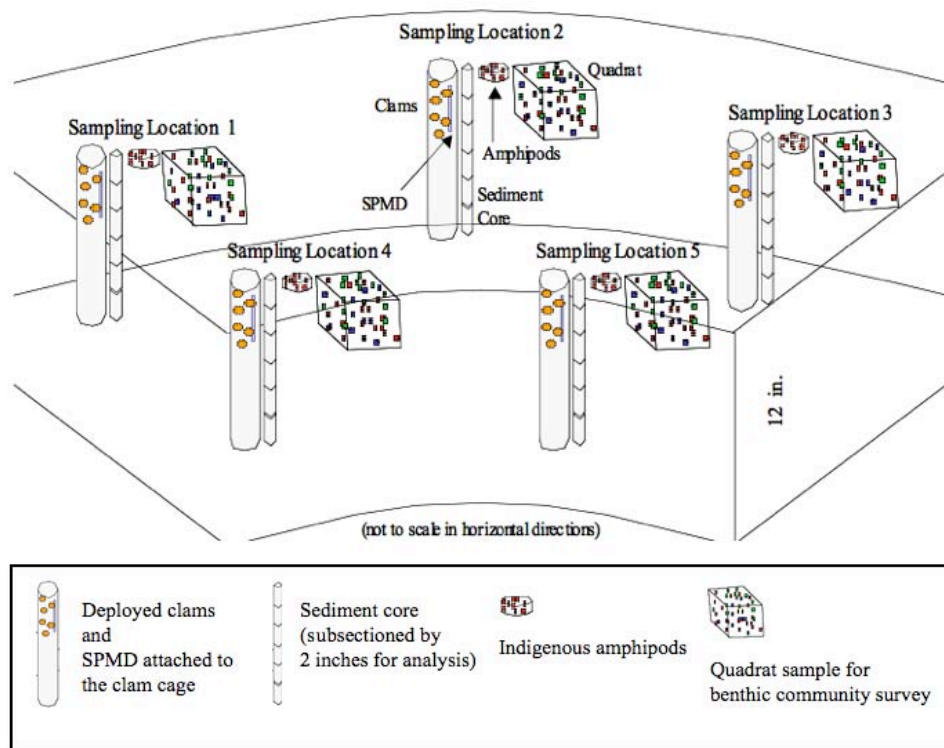 Sampling Location 2
Clams
Quadrat
Sampling Location 1
Sampling Location 3
Amphipods
SPMD
Sediment
Core
Sampling Location 4
Sampling Location 5
12 in.
(not to scale in horizontal directions)
Deployed clams
and
SPMD attached to
the clam cage
Sediment core
(subsectioned by
2 inches for analysis)
Indigenous amphipods
Quadrat sample for
benthic community survey